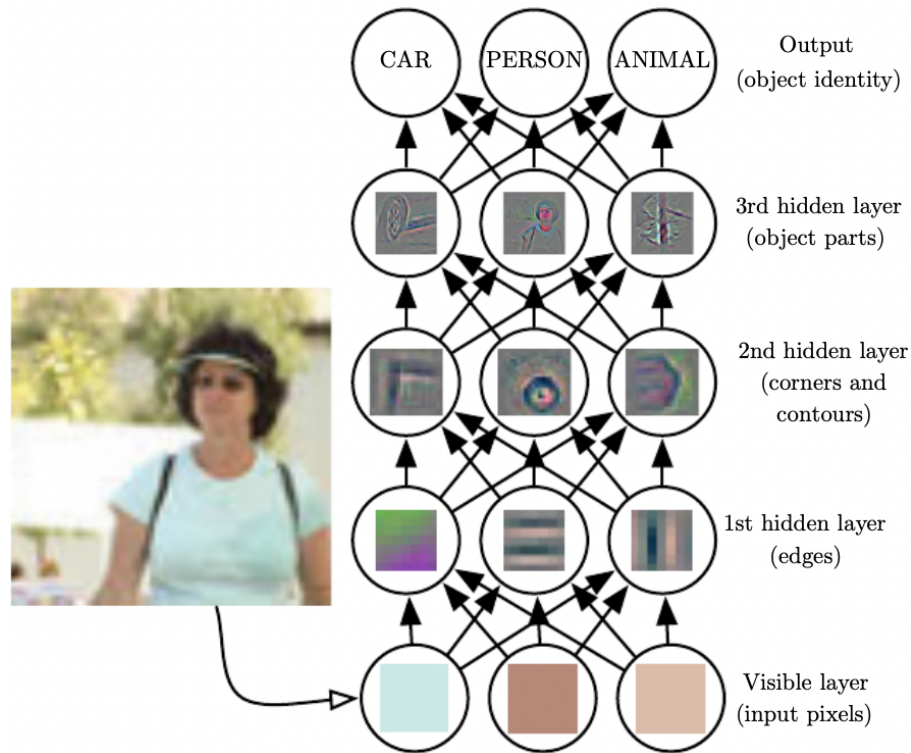 CAR PERSON ANIMAL
Output
(object identity)
3rd hidden layer
(object parts)
2nd hidden layer
(corners and
contours)
1st hidden layer
(edges)
Visible layer
(input pixels)